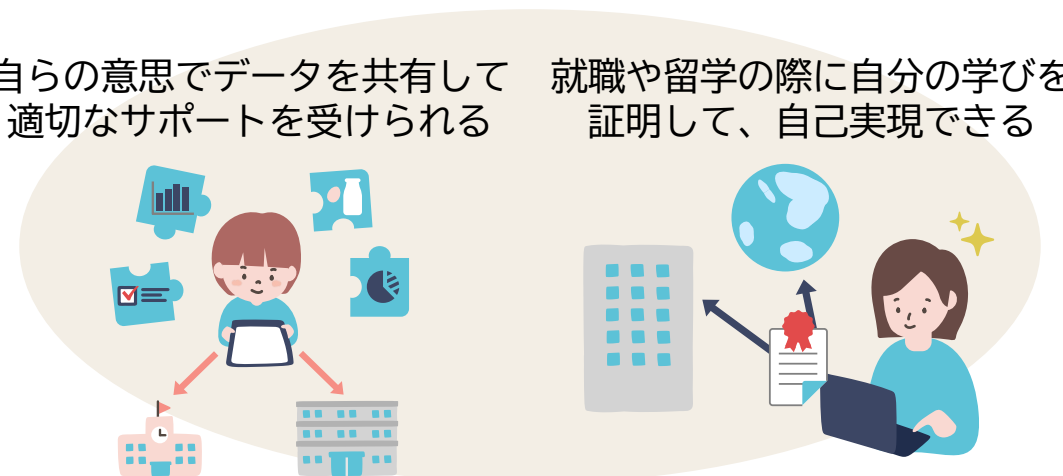 自らの意思でデータを共有して
適切なサポートを受けられる
就職や留学の際に自分の学びを
証明して、自己実現できる